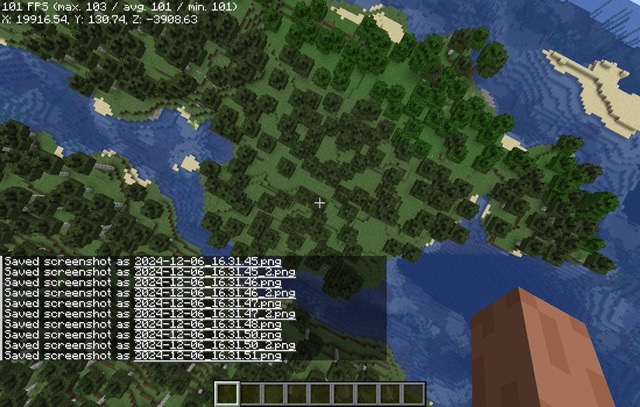 101 FPS (max. 103 / avg. 101 / min. 101)
X: 19916.54, Y: 130.74, Z: -3908.63
Saved screenshot as 2024-12-06_16.31.45.png
Saved screenshot as 2024-12-06_16.31.45_2.png
Saved screenshot as 2024-12-06_16.31.46.png
Saved screenshot as 2024-12-06_16.31.46_2.png
Saved screenshot as 2024-12-06_16.31.47.png
Saved screenshot as 2024-12-06_16.31.47_2.png
Saved screenshot as 2024-12-06_16.31.48.png
Saved screenshot as 2024-12-06_16.31.50.png
Saved screenshot as 2024-12-06_16.31.50_2.png
Saved screenshot as 2024-12-06_16.31.51.png